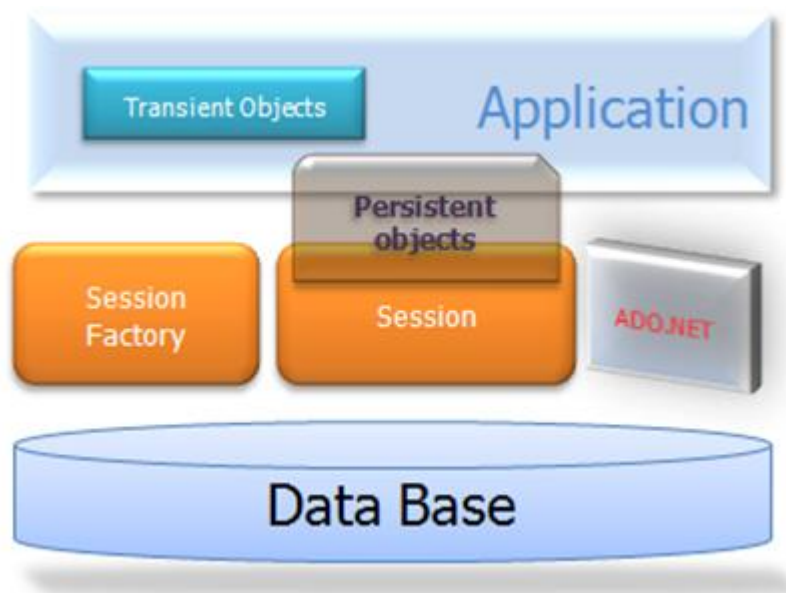 Transient Objects
Application
Persistent
objects
Session
Factory
Session
ADO.NET
Data Base